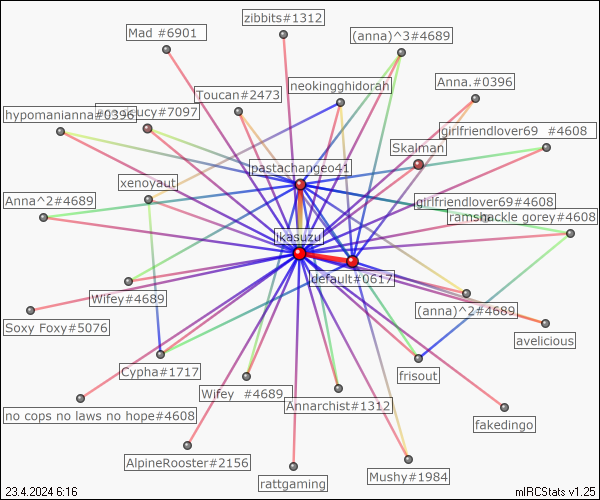 zibbits#1312
Mad #6901
(anna)^3#4689
neokingghidorah
Anna.#0396
Toucan#2473
hypomanianna#0396
ucy#7097
girlfriendlover69 #4608
Skalman
pastachangeo41
xenoyaut
Anna^2#4689
girlfriendlover69#4608
ramshackle gorey#4608
ikasuzu
default#0617
Wifey#4689
(anna)^2#4689
Soxy Foxy#5076
avelicious
Cypha#1717
frisout
Wifey #4689
Annarchist#1312
no cops no laws no hope#4608
fakedingo
AlpineRooster#2156
rattgaming
Mushy#1984
23.4.2024 6:16
mIRCStats v1.25